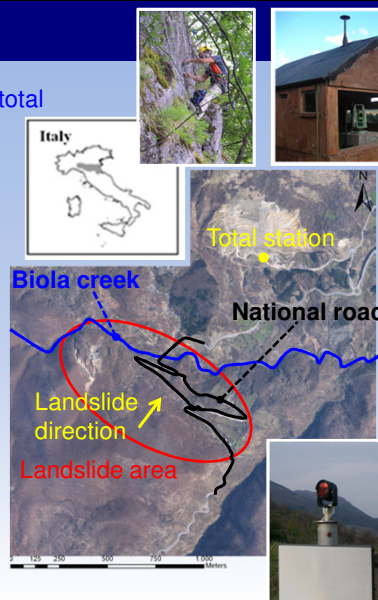 total
Italy
N
Total station
Biola creek
National road
Landslide
direction
Landslide area
0 125 250 500 750 1.000
Meters